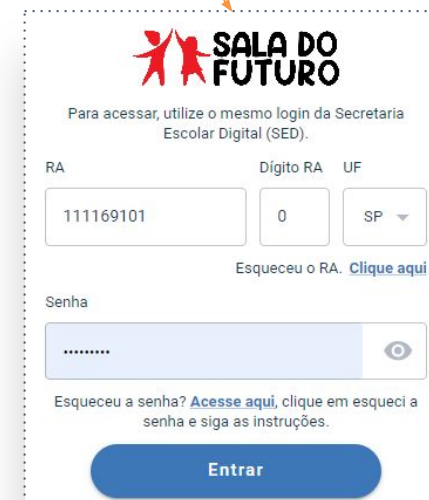 SALA DO
FUTURO
Para acessar, utilize o mesmo login da Secretaria
Escolar Digital (SED).
RA Dígito RA UF
111169101 0 SP
Esqueceu o RA. Clique aqui
Senha
•••••••••
Esqueceu a senha? Acesse aqui, clique em esqueci a
senha e siga as instruções.
Entrar